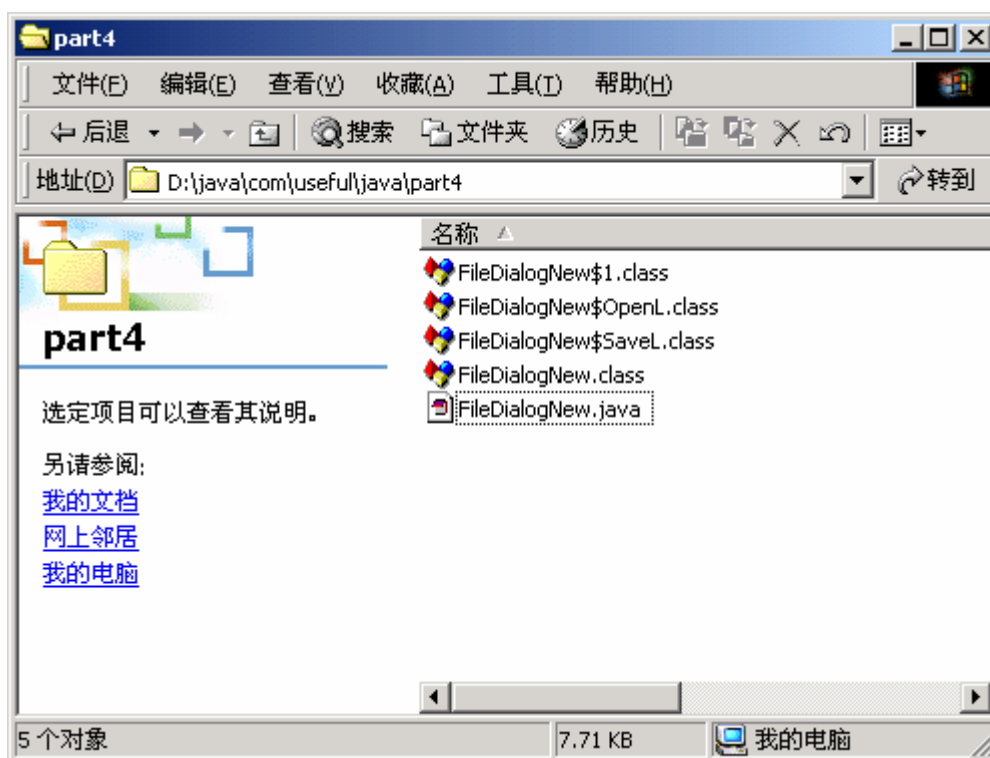 part4
文件(F) 编辑(E) 查看(V) 收藏(A) 工具(T) 帮助(H)
后退 搜索 文件夹 历史
地址(D) D:\java\com\useful\java\part4 转到
名称
FileDialogNew$1.class
FileDialogNew$OpenL.class
FileDialogNew$SaveL.class
FileDialogNew.class
FileDialogNew.java
part4
选定项目可以查看其说明。
另请参阅:
我的文档
网上邻居
我的电脑
5 个对象 7.71 KB 我的电脑